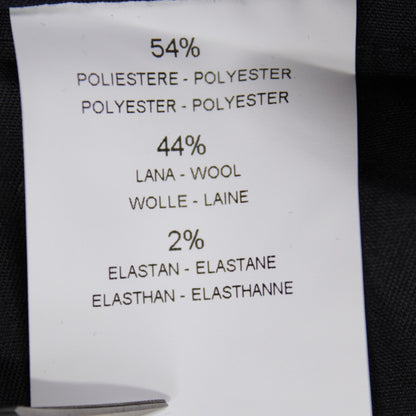 54%
POLIESTERE - POLYESTER
POLYESTER - POLYESTER
44%
LANA - WOOL
WOLLE - LAINE
2%
ELASTAN - ELASTANE
ELASTHAN - ELASTHANNE